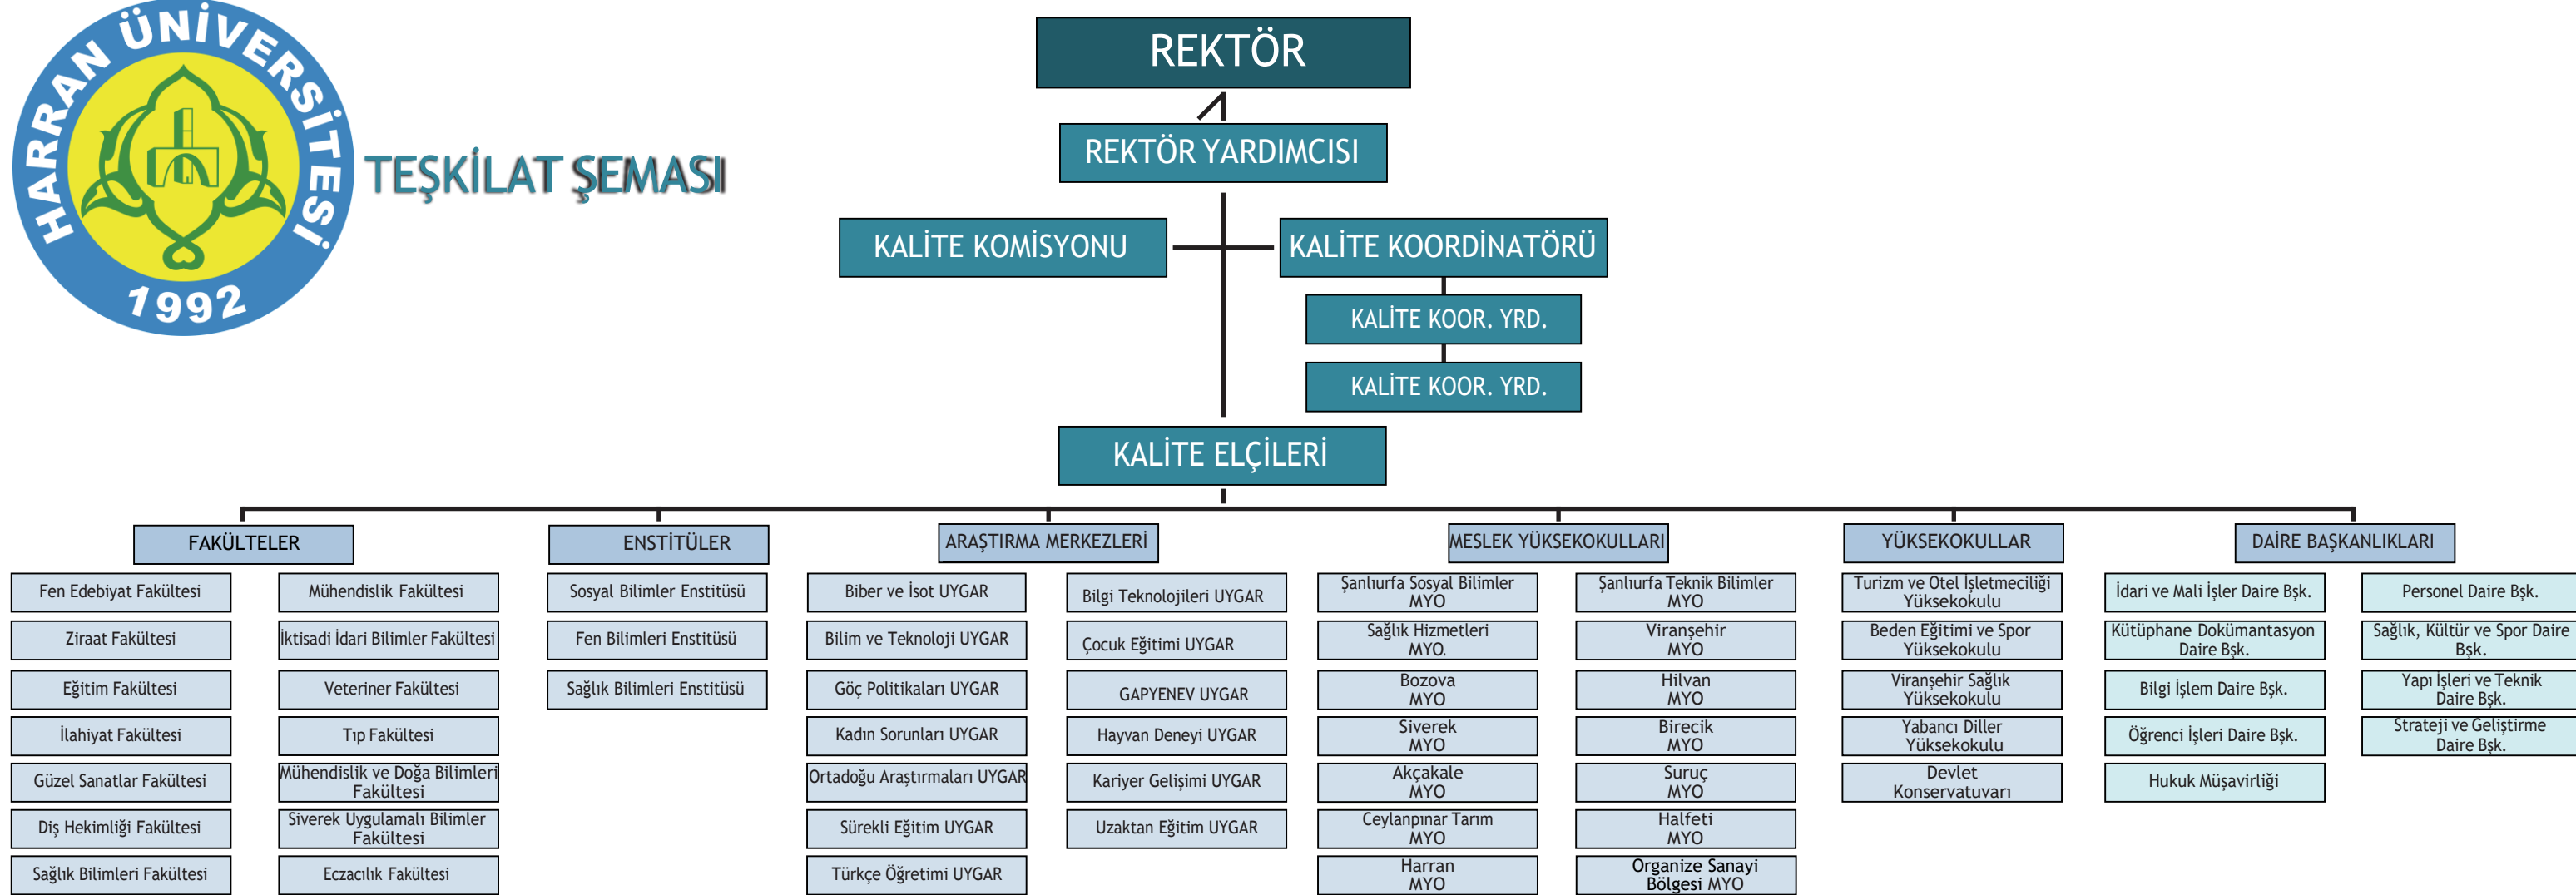 HARRAN ÜNİVERSİTESİ
1992
TEŞKİLAT ŞEMASI
REKTÖR
REKTÖR YARDIMCISI
KALİTE KOMİSYONU
KALİTE KOORDİNATÖRÜ
KALİTE KOOR. YRD.
KALİTE KOOR. YRD.
KALİTE ELÇİLERİ
FAKÜLTELER
Fen Edebiyat Fakültesi
Ziraat Fakültesi
Eğitim Fakültesi
İlahiyat Fakültesi
Güzel Sanatlar Fakültesi
Diş Hekimliği Fakültesi
Sağlık Bilimleri Fakültesi
Mühendislik Fakültesi
İktisadi İdari Bilimler Fakültesi
Veteriner Fakültesi
Tıp Fakültesi
Mühendislik ve Doğa Bilimleri
Fakültesi
Siverek Uygulamalı Bilimler
Fakültesi
Eczacılık Fakültesi
ENSTİTÜLER
Sosyal Bilimler Enstitüsü
Fen Bilimleri Enstitüsü
Sağlık Bilimleri Enstitüsü
ARAŞTIRMA MERKEZLERİ
Biber ve İsot UYGAR
Bilim ve Teknoloji UYGAR
Göç Politikaları UYGAR
Kadın Sorunları UYGAR
Ortadoğu Araştırmaları UYGAR
Sürekli Eğitim UYGAR
Türkçe Öğretimi UYGAR
Bilgi Teknolojileri UYGAR
Çocuk Eğitimi UYGAR
GAPYENEV UYGAR
Hayvan Deneyi UYGAR
Kariyer Gelişimi UYGAR
Uzaktan Eğitim UYGAR
MESLEK YÜKSEKOKULLARI
Şanlıurfa Sosyal Bilimler
MYO
Sağlık Hizmetleri
MYO.
Bozova
MYO
Siverek
MYO
Akçakale
MYO
Ceylanpınar Tarım
MYO
Harran
MYO
Şanlıurfa Teknik Bilimler
MYO
Viranşehir
MYO
Hilvan
MYO
Birecik
MYO
Suruç
MYO
Halfeti
MYO
Organize Sanayi
Bölgesi MYO
YÜKSEKOKULLAR
Turizm ve Otel İşletmeciliği
Yüksekokulu
Beden Eğitimi ve Spor
Yüksekokulu
Viranşehir Sağlık
Yüksekokulu
Yabancı Diller
Yüksekokulu
Devlet
Konservatuvarı
DAİRE BAŞKANLIKLARI
İdari ve Mali İşler Daire Bşk.
Kütüphane Dokümantasyon
Daire Bşk.
Bilgi İşlem Daire Bşk.
Öğrenci İşleri Daire Bşk.
Hukuk Müşavirliği
Personel Daire Bşk.
Sağlık, Kültür ve Spor Daire
Bşk.
Yapı İşleri ve Teknik
Daire Bşk.
Strateji ve Geliştirme
Daire Bşk.